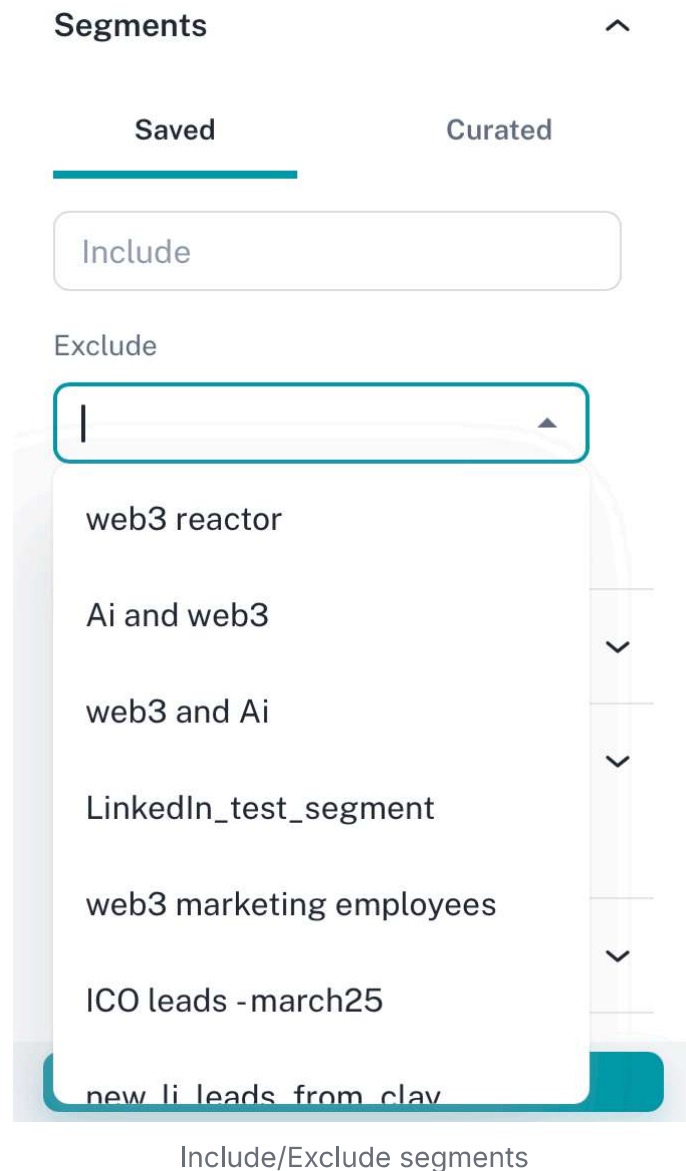 Segments
Saved Curated
Include
Exclude
web3 reactor
Ai and web3
web3 and Ai
LinkedIn_test_segment
web3 marketing employees
ICO leads - march25
new_li_leads_from_clay
Include/Exclude segments